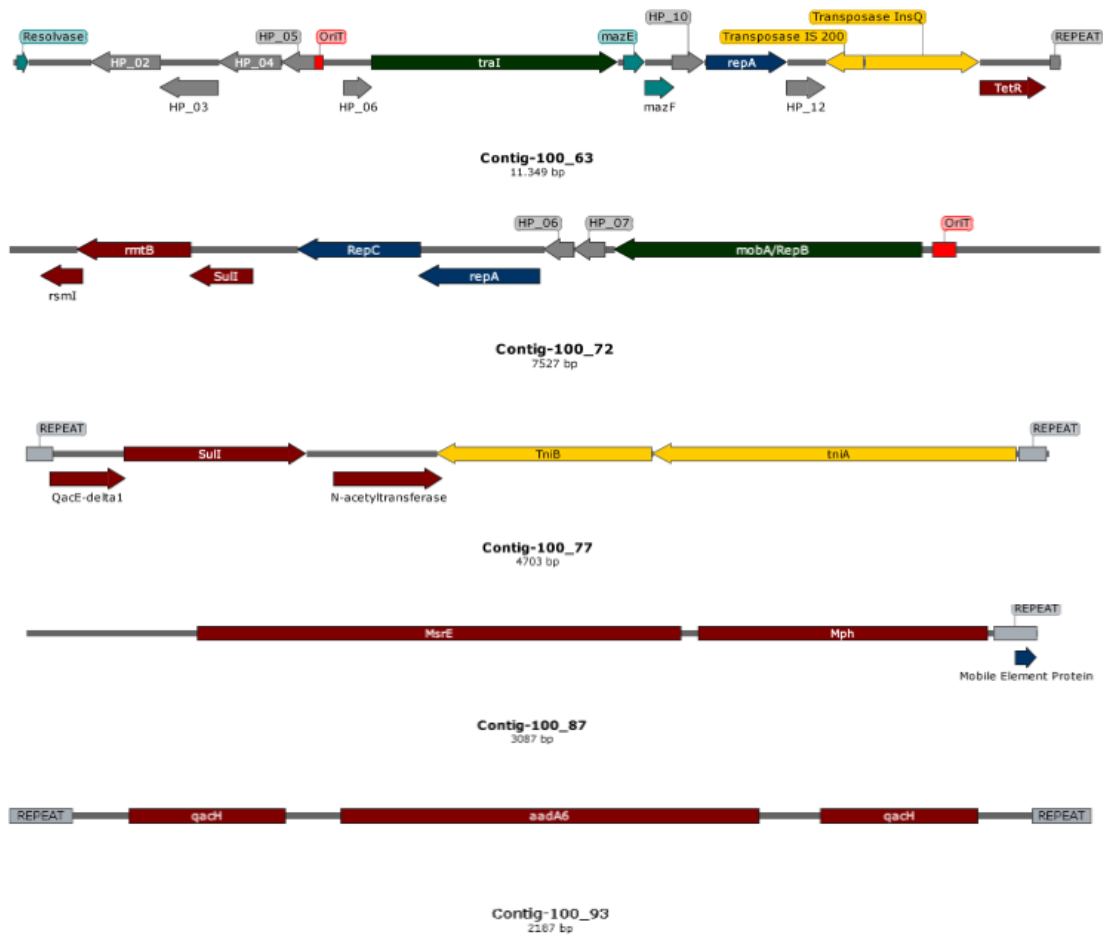 Resolvase HP_05 OriT mazE HP_10 Transposase InsQ
Transposase IS 200 REPEAT
HP_02 HP_04 traI repA
HP_03 HP_06 mazF HP_12 TetR
Contig-100_63
11.349 bp
HP_06 HP_07 OriT
rmtB RepC mobA/RepB
rsmI SulI repA
Contig-100_72
7527 bp
REPEAT REPEAT
SulI TniB tniA
QacE-delta1 N-acetyltransferase
Contig-100_77
4703 bp
REPEAT
MsrE Mph
Mobile Element Protein
Contig-100_87
3087 bp
REPEAT qacH aadA6 qacH REPEAT
Contig-100_93
2187 bp